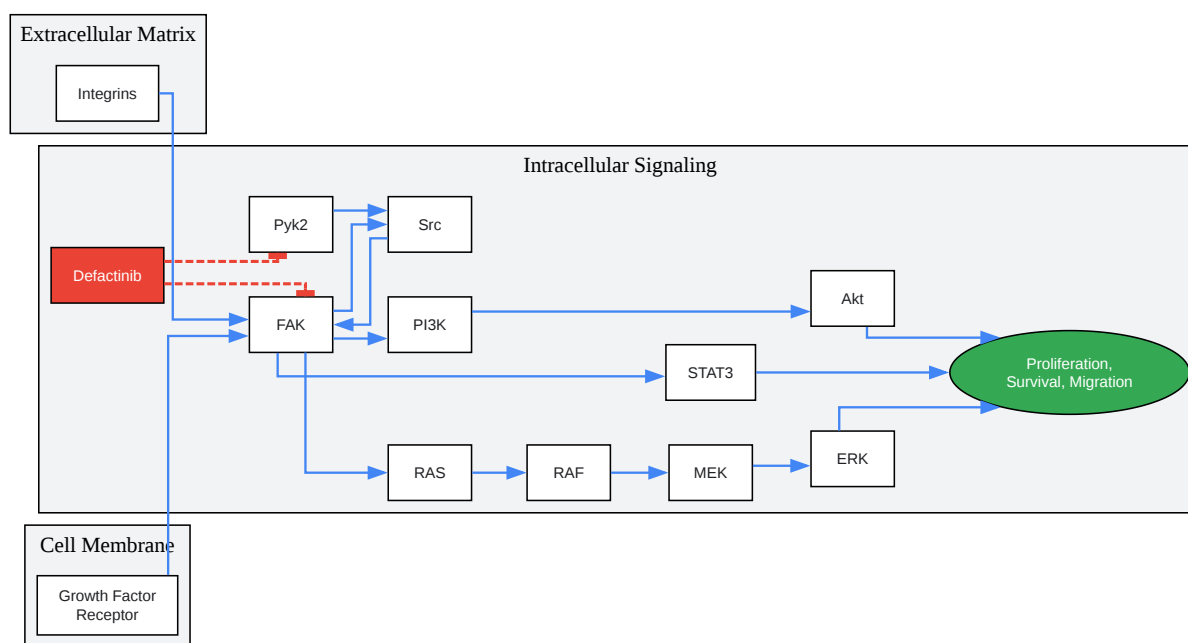 Extracellular Matrix
Integrins
Intracellular Signaling
Pyk2
Src
Defactinib
FAK
PI3K
Akt
STAT3
Proliferation,
Survival, Migration
RAS
RAF
MEK
ERK
Cell Membrane
Growth Factor
Receptor